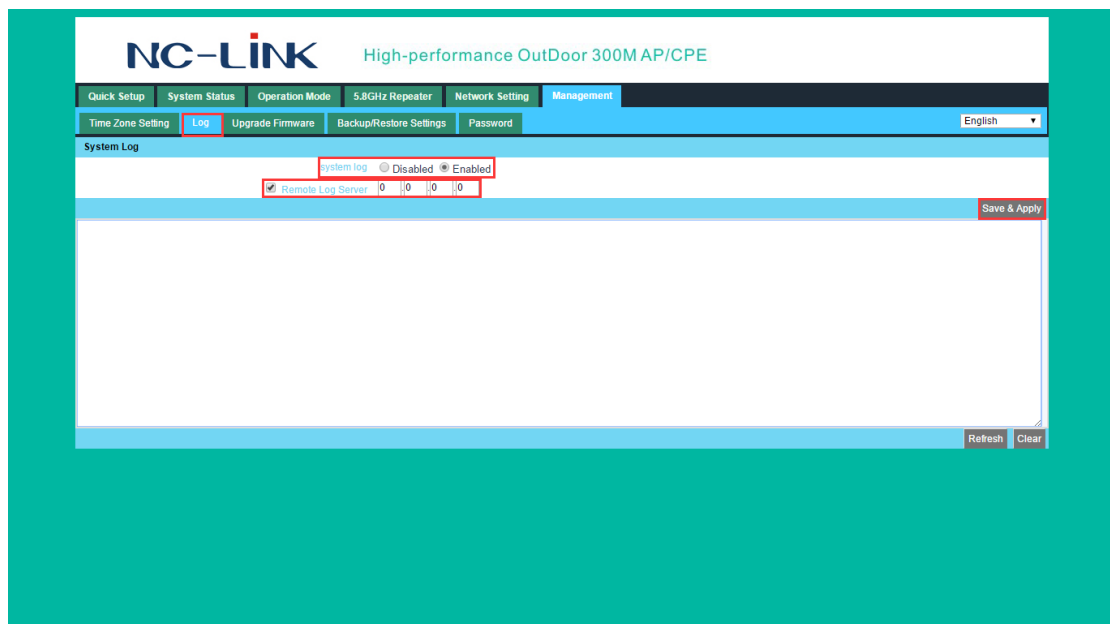 NC-LiNK High-performance OutDoor 300M AP/CPE
Quick Setup System Status Operation Mode 5.8GHz Repeater Network Setting Management
Time Zone Setting Log Upgrade Firmware Backup/Restore Settings Password English
System Log
system log Disabled Enabled
Remote Log Server 0 .0 .0 .0
Save & Apply
Refresh Clear